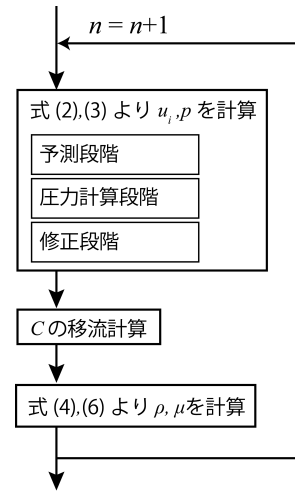 n = n+1
式 (2),(3) より u_i ,p を計算
予測段階
圧力計算段階
修正段階
C の移流計算
式 (4),(6) より ρ, μを計算